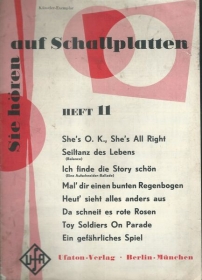 Sie hören
auf Schallplatten
HEFT 11
She's O. K., She's All Right
Seiltanz des Lebens
Ich finde die Story schön
Mal' dir einen bunten Regenbogen
Heut' sieht alles anders aus
Da schneit es rote Rosen
Toy Soldiers On Parade
Ein gefährliches Spiel
UFA
Ufaton-Verlag · Berlin-München